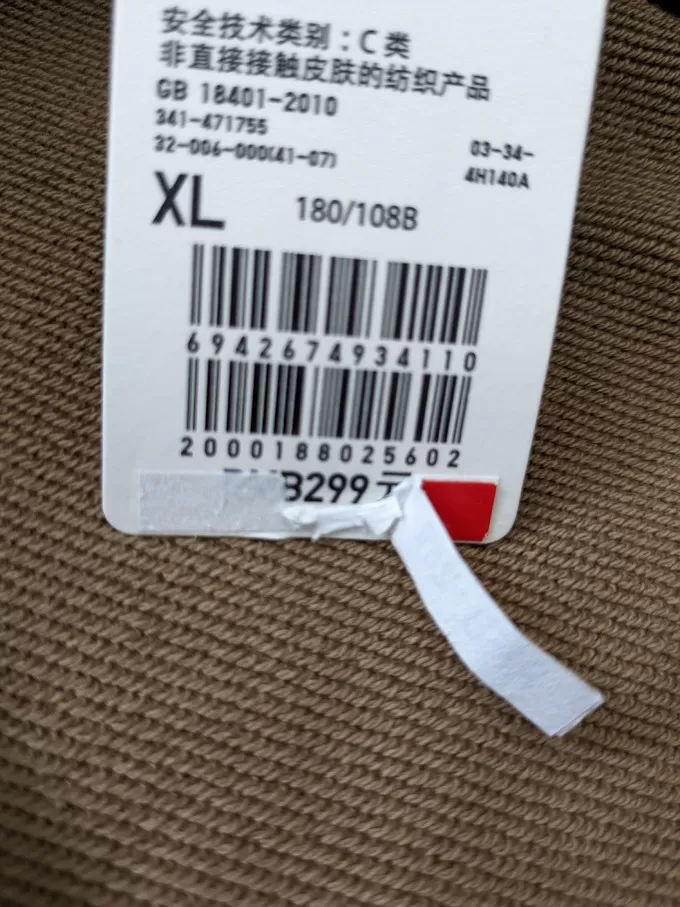 安全技术类别：C 类
非直接接触皮肤的纺织产品
GB 18401-2010
341-471755
32-006-000(41-07)
03-34-
4H140A
XL
180/108B
6942674934110
2000188025602
B299元